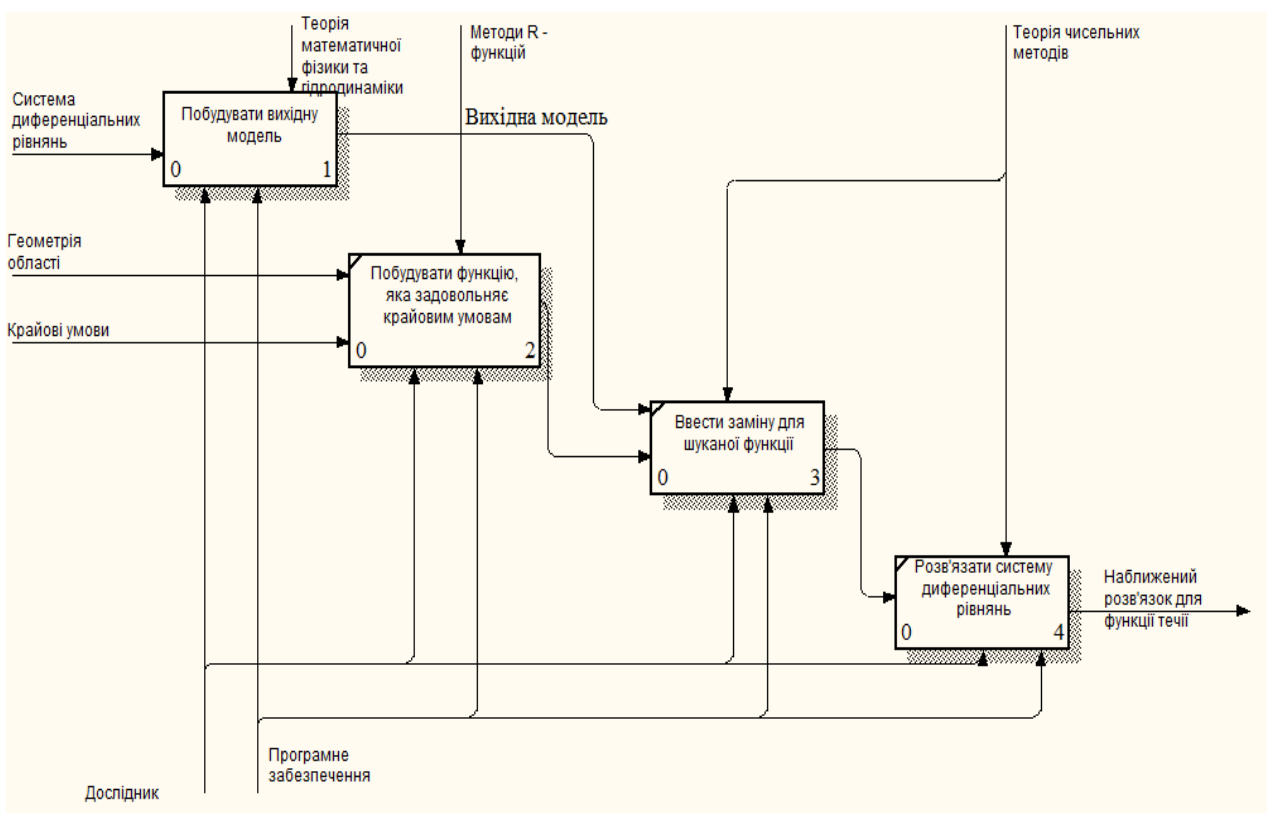 Теорія
математичної
фізики та
гідродинаміки
Методи R -
функцій
Теорія чисельних
методів
Система
диференціальних
рівнянь
Побудувати вихідну
модель
0 1
Вихідна модель
Геометрія
області
Крайові умови
Побудувати функцію,
яка задовольняє
крайовим умовам
0 2
Ввести заміну для
шуканої функції
0 3
Розв'язати систему
диференціальних
рівнянь
0 4
Наближений
розв'язок для
функції течії
Програмне
забезпечення
Дослідник